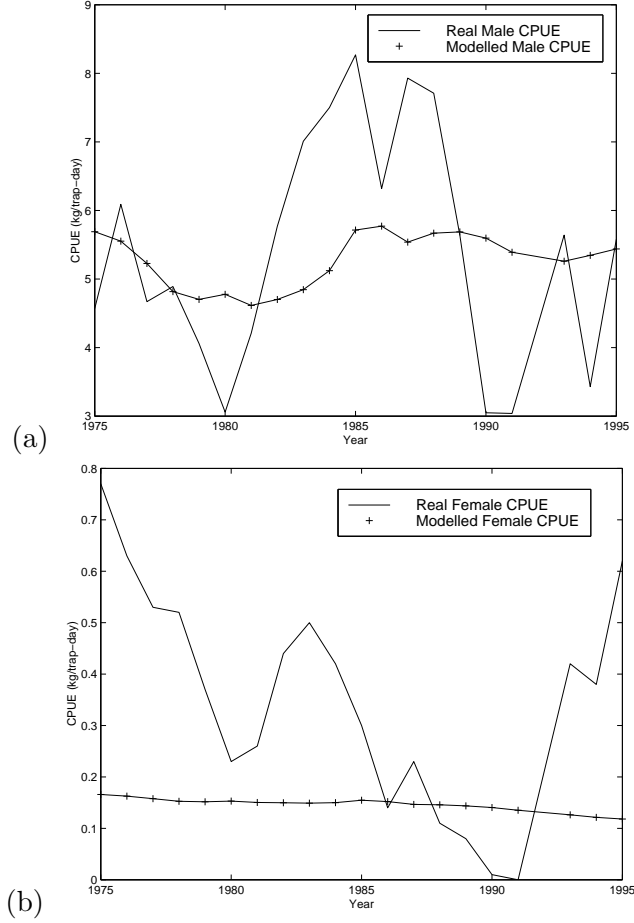 9
8
7
6
5
4
3
CPUE (kg/trap−day)
Real Male CPUE
Modelled Male CPUE
1975 1980 1985 1990 1995
Year
(a)
0.8
0.7
0.6
0.5
0.4
0.3
0.2
0.1
0
CPUE (kg/trap−day)
Real Female CPUE
Modelled Female CPUE
1975 1980 1985 1990 1995
Year
(b)